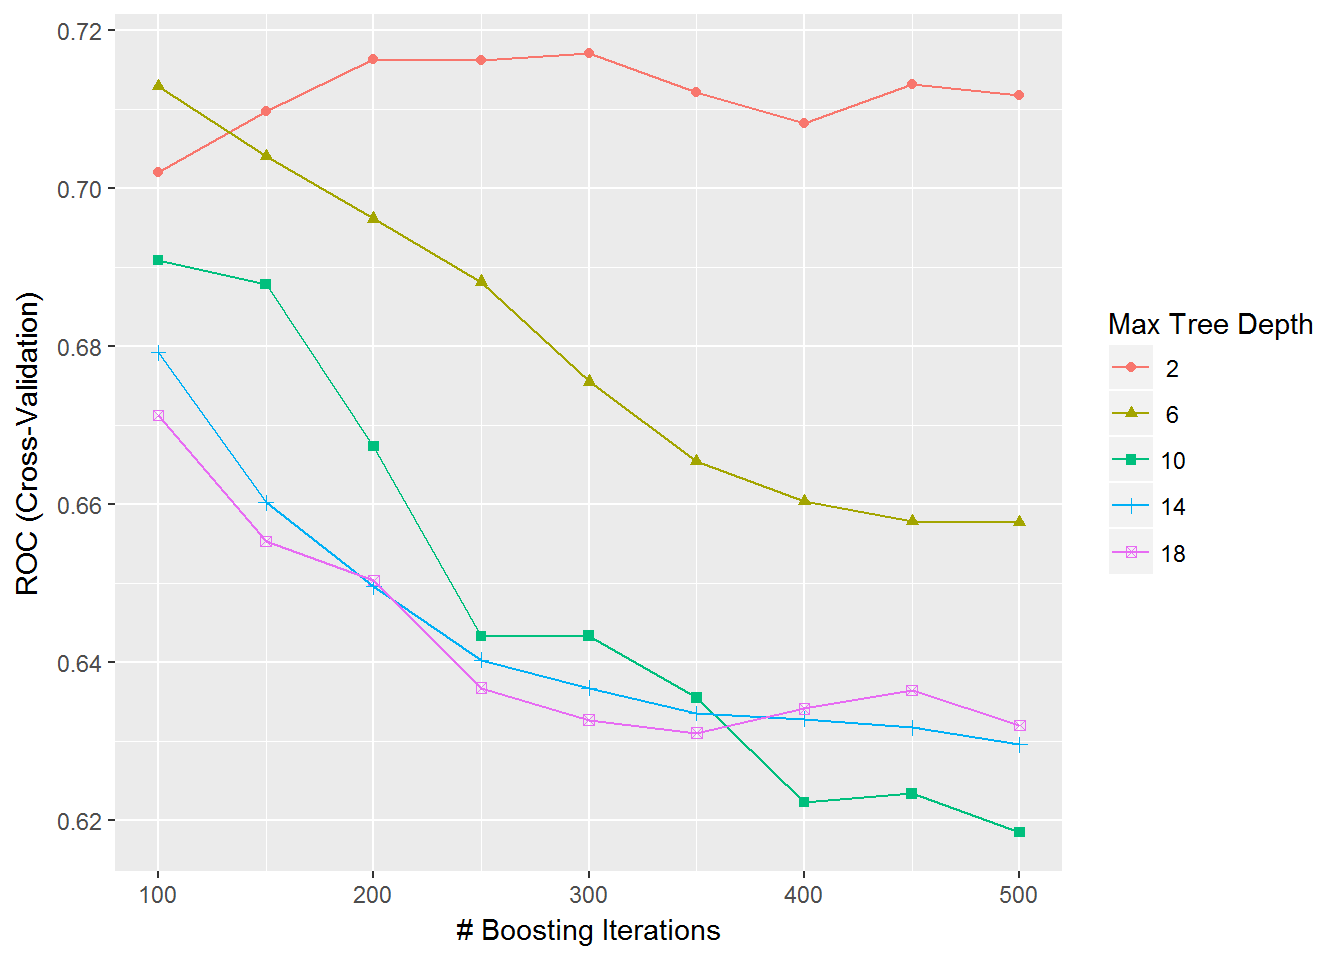 0.72
0.70
0.68
0.66
0.64
0.62
ROC (Cross-Validation)
100 200 300 400 500
# Boosting Iterations
Max Tree Depth
2
6
10
14
18